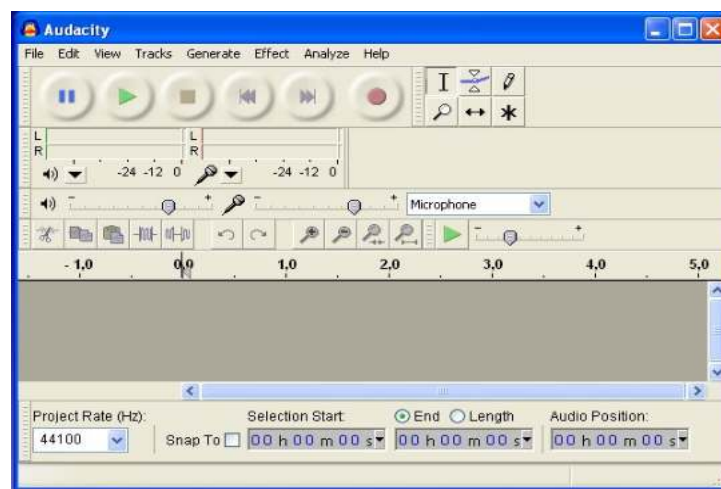 Audacity
File Edit View Tracks Generate Effect Analyze Help
L L
R R
-24 -12 0 -24 -12 0
- + - + Microphone
- +
- 1,0 0,0 1,0 2,0 3,0 4,0 5,0
Project Rate (Hz): Selection Start: End Length Audio Position:
44100 Snap To 00 h 00 m 00 s 00 h 00 m 00 s 00 h 00 m 00 s